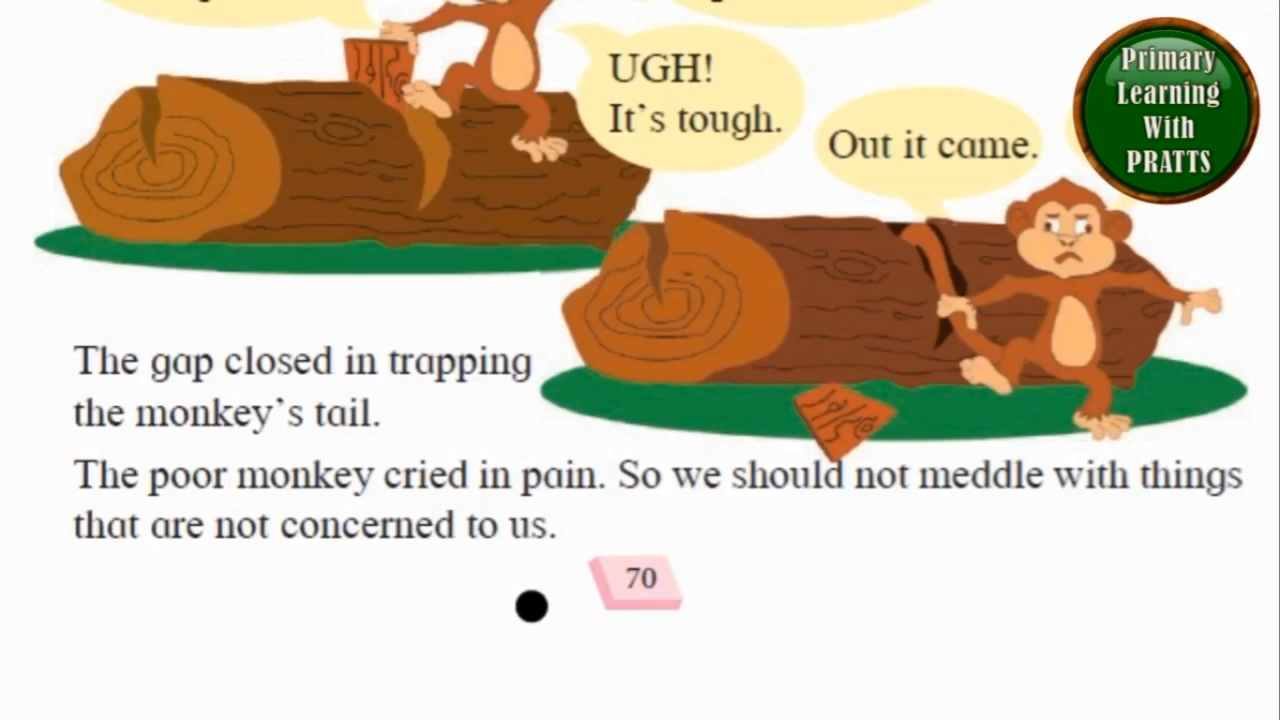 UGH!
It's tough.
Out it came.
Primary
Learning
With
PRATTS
The gap closed in trapping
the monkey's tail.
The poor monkey cried in pain. So we should not meddle with things
that are not concerned to us.
70